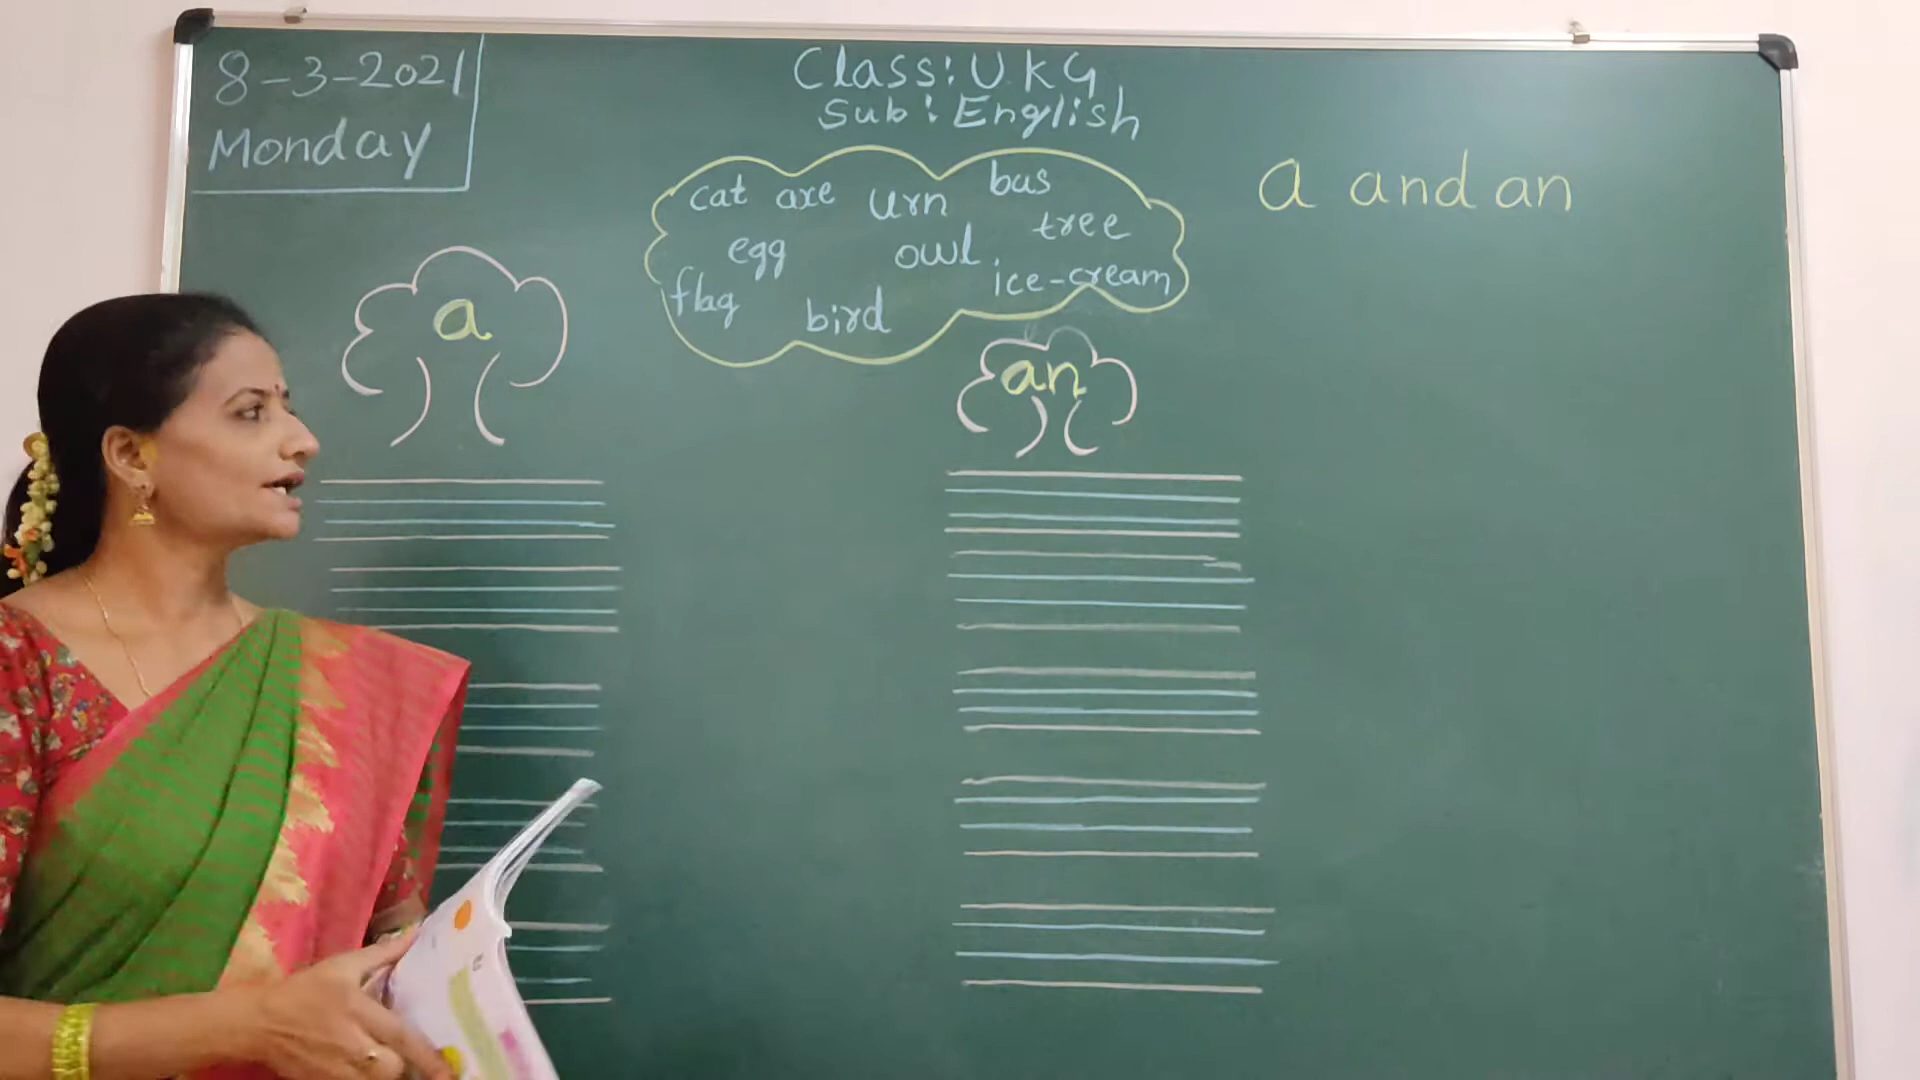 8-3-2021
Monday
Class: UKG
Sub: English
a and an
cat axe urn bus
egg owl tree
flag bird ice-cream
a
an